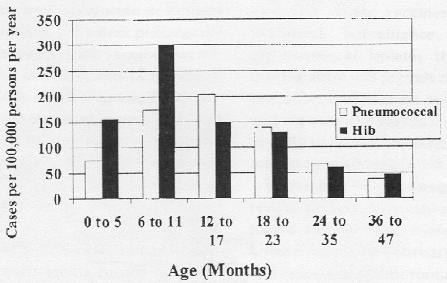 Cases per 100,000 persons per year
350
300
250
200
150
100
50
0
Pneumococcal
Hib
0 to 5 6 to 11 12 to 18 to 24 to 36 to
17 23 35 47
Age (Months)